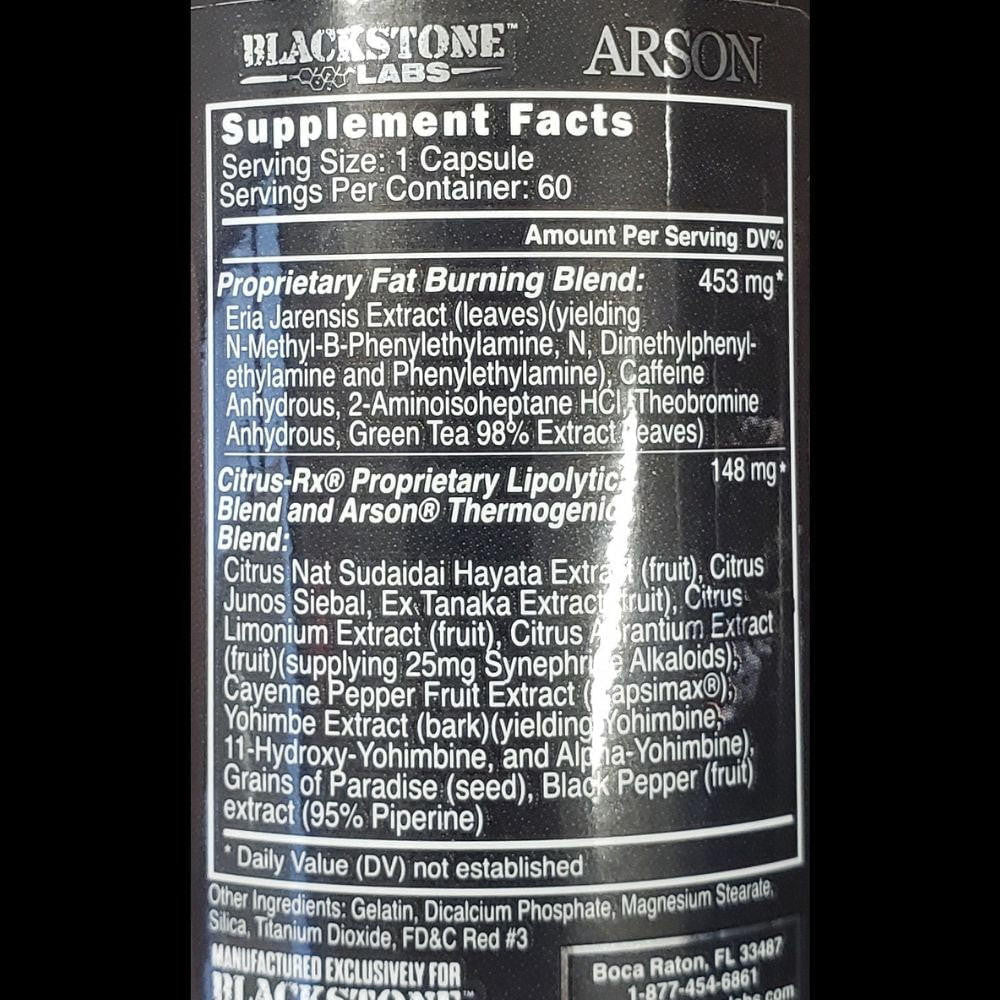 BLACKSTONE™ ARSON
LABS
Supplement Facts
Serving Size: 1 Capsule
Servings Per Container: 60
Amount Per Serving DV%
Proprietary Fat Burning Blend: 453 mg*
Eria Jarensis Extract (leaves)(yielding
N-Methyl-B-Phenylethylamine, N, Dimethylphenyl-
ethylamine and Phenylethylamine), Caffeine
Anhydrous, 2-Aminoisoheptane HCl, Theobromine
Anhydrous, Green Tea 98% Extract
Citrus-Rx® Proprietary Lipolytic 148 mg*
Blend and Arson® Thermogenic
Blend:
Citrus Nat Sudaidai Hayata Extract (fruit), Citrus
Junos Siebal, Ex Tanaka Extract (fruit), Citrus
Limonium Extract (fruit), Citrus Aurantium Extract
(fruit)(supplying 25mg Synephrine Alkaloids),
Cayenne Pepper Fruit Extract (Capsimax®),
Yohimbe Extract (bark)(yielding Yohimbine,
11-Hydroxy-Yohimbine, and Alpha-Yohimbine),
Grains of Paradise (seed), Black Pepper (fruit)
extract (95% Piperine)
* Daily Value (DV) not established
Other Ingredients: Gelatin, Dicalcium Phosphate, Magnesium Stearate,
Silica, Titanium Dioxide, FD&C Red #3
MANUFACTURED EXCLUSIVELY FOR
BLACKSTONE™
Boca Raton, FL 33487
1-877-454-6861